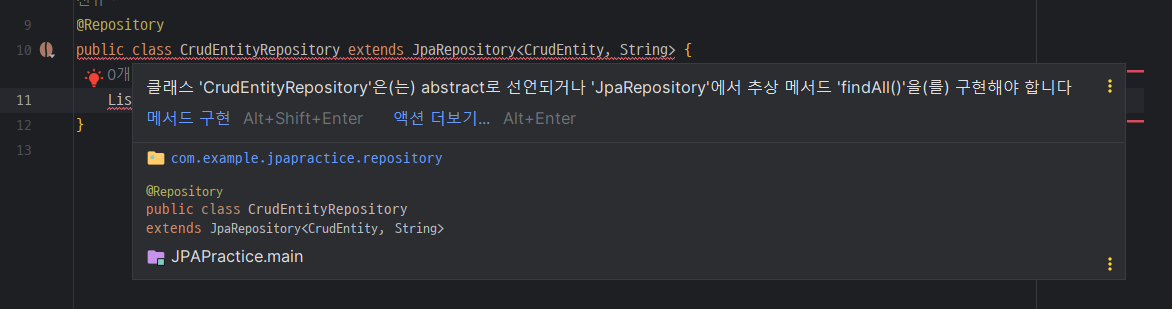 9 @Repository
10 public class CrudEntityRepository extends JpaRepository<CrudEntity, String> {
0개
11 Lis
클래스 'CrudEntityRepository'은(는) abstract로 선언되거나 'JpaRepository'에서 추상 메서드 'findAll()'을(를) 구현해야 합니다
메서드 구현 Alt+Shift+Enter 액션 더보기... Alt+Enter
12 }
13
com.example.jpapractice.repository
@Repository
public class CrudEntityRepository
extends JpaRepository<CrudEntity, String>
JPAPractice.main